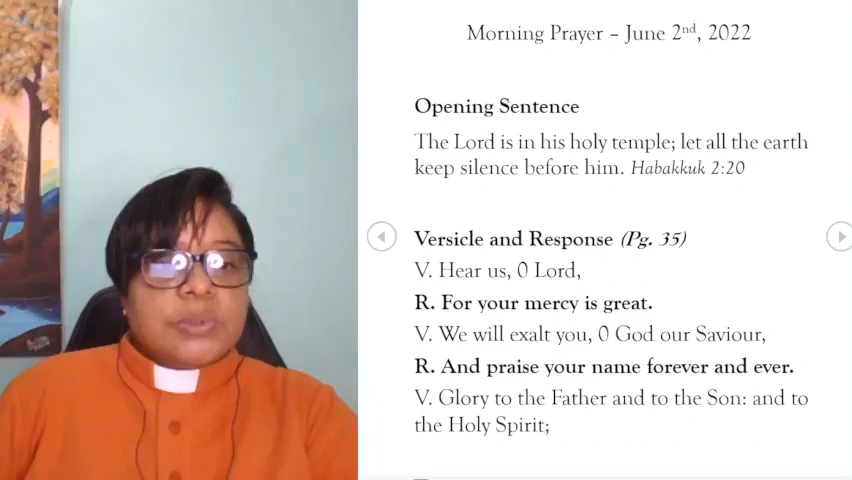 Morning Prayer – June 2nd, 2022
Opening Sentence
The Lord is in his holy temple; let all the earth
keep silence before him. Habakkuk 2:20
Versicle and Response (Pg. 35)
V. Hear us, 0 Lord,
R. For your mercy is great.
V. We will exalt you, 0 God our Saviour,
R. And praise your name forever and ever.
V. Glory to the Father and to the Son: and to
the Holy Spirit;